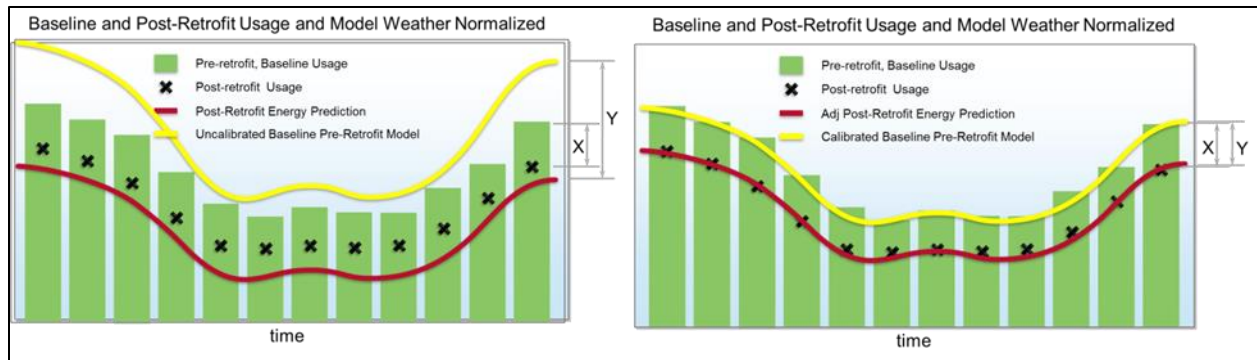 Baseline and Post-Retrofit Usage and Model Weather Normalized
Pre-retrofit, Baseline Usage
Post-retrofit Usage
Post-Retrofit Energy Prediction
Uncalibrated Baseline Pre-Retrofit Model
X
Y
time
Baseline and Post-Retrofit Usage and Model Weather Normalized
Pre-retrofit, Baseline Usage
Post-retrofit Usage
Adj Post-Retrofit Energy Prediction
Calibrated Baseline Pre-Retrofit Model
X
Y
time